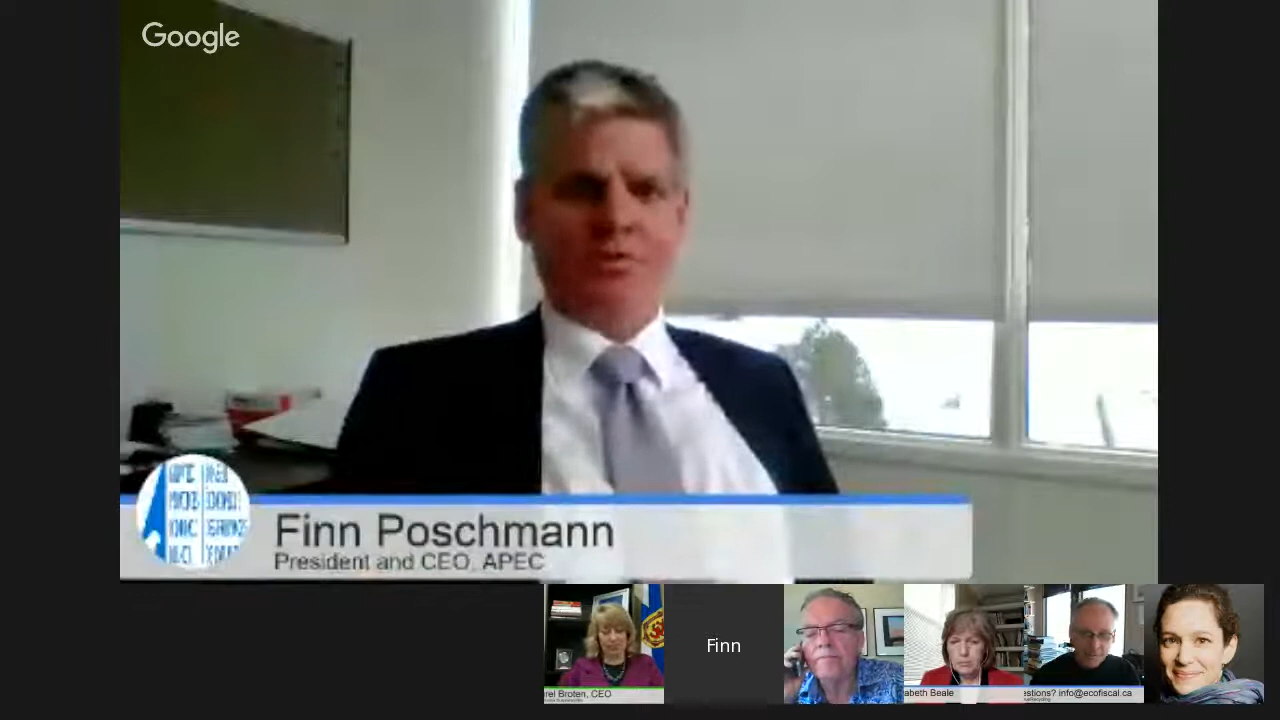 Google
Finn Poschmann
President and CEO, APEC
Finn
rel Broten, CEO
abeth Beale
estions? info@ecofiscal.ca